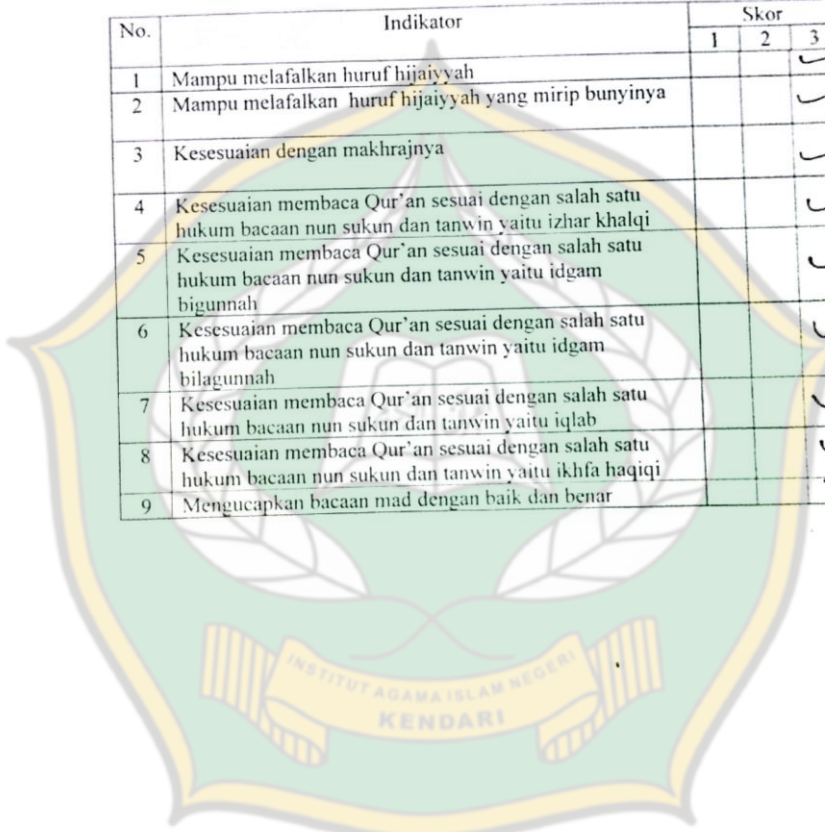 No. Indikator Skor
1 2 3
1 Mampu melafalkan huruf hijaiyyah ✓
2 Mampu melafalkan huruf hijaiyyah yang mirip bunyinya ✓
3 Kesesuaian dengan makhrajnya ✓
4 Kesesuaian membaca Qur'an sesuai dengan salah satu ✓
hukum bacaan nun sukun dan tanwin yaitu izhar khalqi
5 Kesesuaian membaca Qur'an sesuai dengan salah satu ✓
hukum bacaan nun sukun dan tanwin yaitu idgam
bigunnah
6 Kesesuaian membaca Qur'an sesuai dengan salah satu ✓
hukum bacaan nun sukun dan tanwin yaitu idgam
bilagunnah
7 Kesesuaian membaca Qur'an sesuai dengan salah satu ✓
hukum bacaan nun sukun dan tanwin yaitu iqlab
8 Kesesuaian membaca Qur'an sesuai dengan salah satu ✓
hukum bacaan nun sukun dan tanwin yaitu ikhfa haqiqi
9 Mengucapkan bacaan mad dengan baik dan benar
INSTITUT AGAMA ISLAM NEGERI
KENDARI